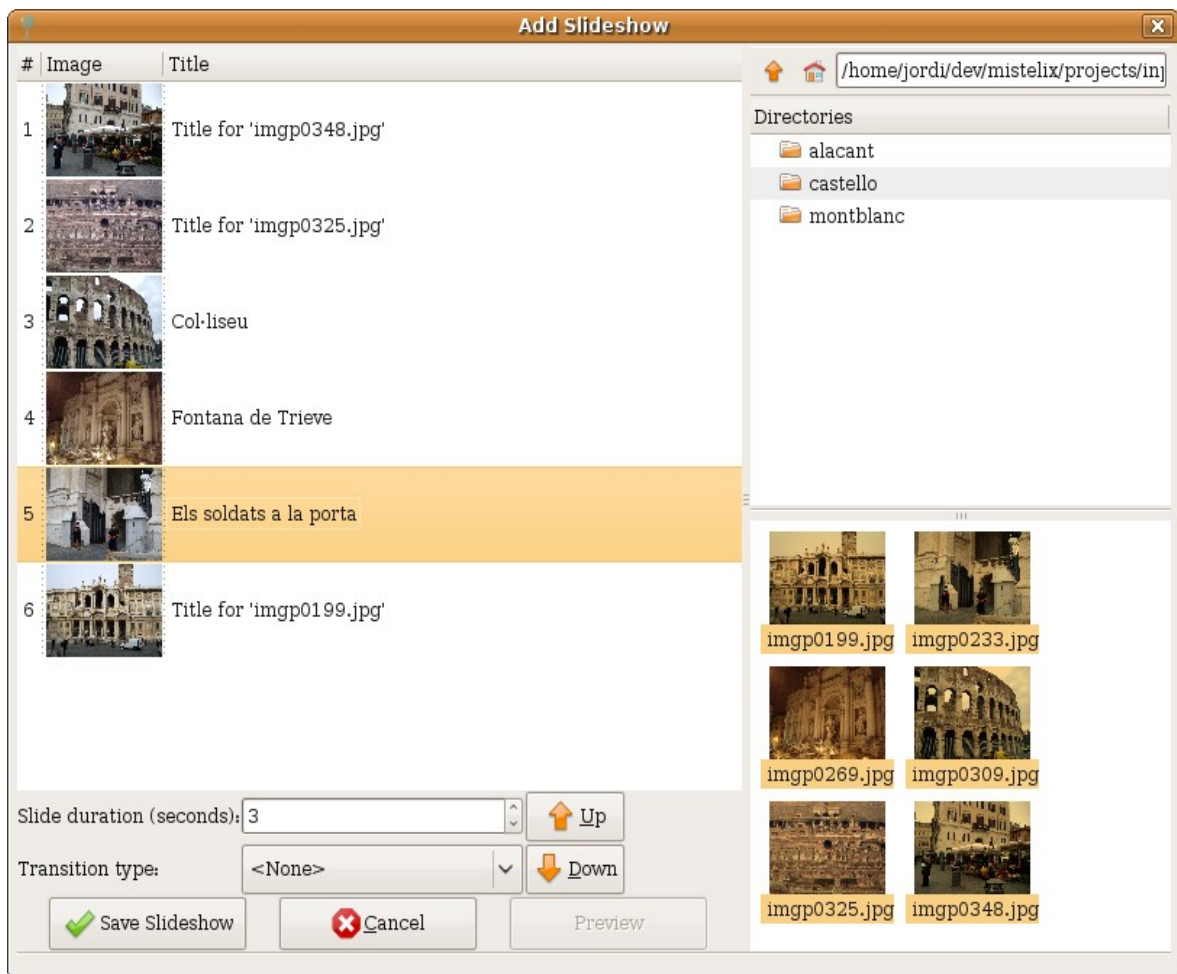 Add Slideshow
# Image Title
1 Title for 'imgp0348.jpg'
2 Title for 'imgp0325.jpg'
3 Col·liseu
4 Fontana de Trieve
5 Els soldats a la porta
6 Title for 'imgp0199.jpg'
Slide duration (seconds): 3
Up
Transition type: <None>
Down
Save Slideshow
Cancel
Preview
/home/jordi/dev/mistelix/projects/inp
Directories
alacant
castello
montblanc
imgp0199.jpg imgp0233.jpg
imgp0269.jpg imgp0309.jpg
imgp0325.jpg imgp0348.jpg